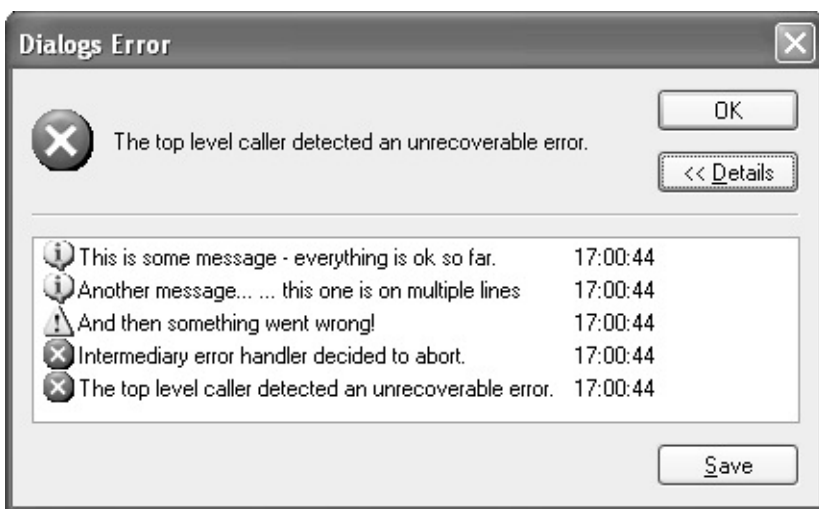 Dialogs Error
The top level caller detected an unrecoverable error.
OK
<< Details
This is some message - everything is ok so far. 17:00:44
Another message... ... this one is on multiple lines 17:00:44
And then something went wrong! 17:00:44
Intermediary error handler decided to abort. 17:00:44
The top level caller detected an unrecoverable error. 17:00:44
Save